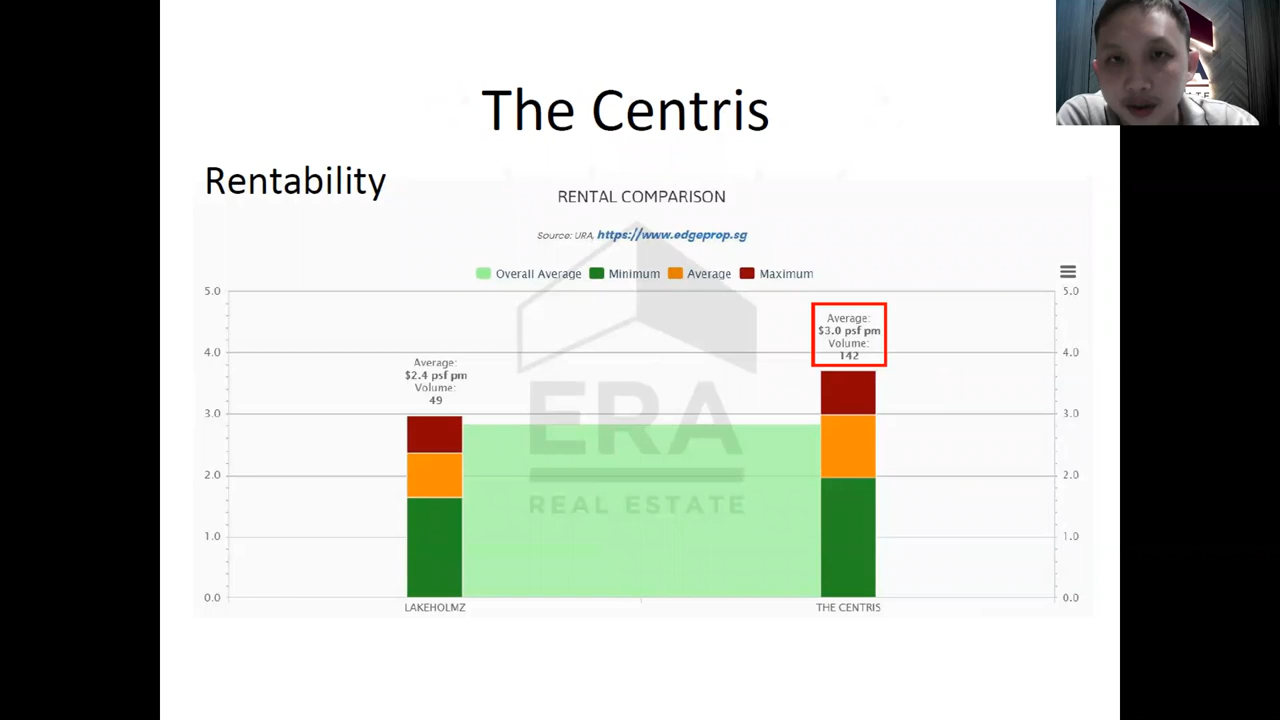 The Centris
Rentability
RENTAL COMPARISON
Source: URA, https://www.edgeprop.sg
Overall Average Minimum Average Maximum
5.0 5.0
4.0 4.0
3.0 3.0
2.0 2.0
1.0 1.0
0.0 0.0
Average:
$2.4 psf pm
Volume:
49
Average:
$3.0 psf pm
Volume:
142
ERA
REAL ESTATE
LAKEHOLMZ THE CENTRIS